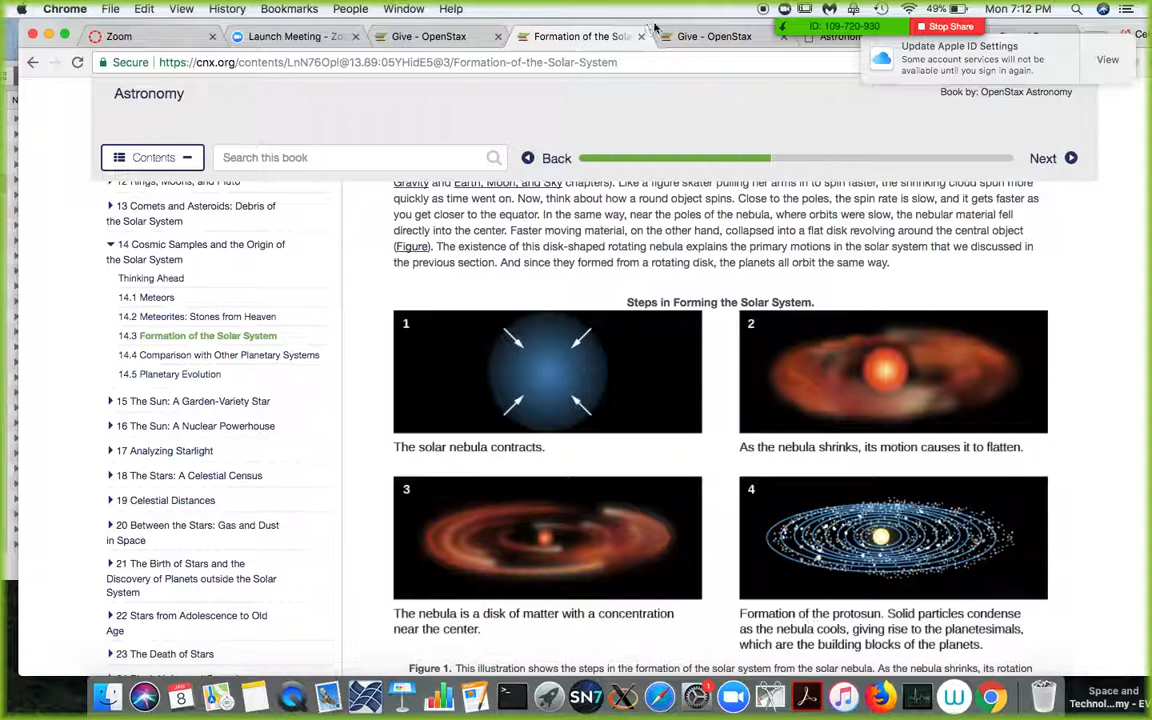 Chrome File Edit View History Bookmarks People Window Help 49% Mon 7:12 PM
ID: 109-720-930 Stop Share
Zoom Launch Meeting - Zo Give - OpenStax Formation of the Sola Give - OpenStax Astronom
Update Apple ID Settings
Some account services will not be
available until you sign in again.
View
Secure https://cnx.org/contents/LnN76OpI@13.89:05YHidE5@3/Formation-of-the-Solar-System
Astronomy
Book by: OpenStax Astronomy
Contents
Search this book
Back
Next
12 Rings, Moons, and Pluto
13 Comets and Asteroids: Debris of
the Solar System
14 Cosmic Samples and the Origin of
the Solar System
Thinking Ahead
14.1 Meteors
14.2 Meteorites: Stones from Heaven
14.3 Formation of the Solar System
14.4 Comparison with Other Planetary Systems
14.5 Planetary Evolution
15 The Sun: A Garden-Variety Star
16 The Sun: A Nuclear Powerhouse
17 Analyzing Starlight
18 The Stars: A Celestial Census
19 Celestial Distances
20 Between the Stars: Gas and Dust
in Space
21 The Birth of Stars and the
Discovery of Planets outside the Solar
System
22 Stars from Adolescence to Old
Age
23 The Death of Stars
Gravity and Earth, Moon, and Sky chapters). Like a figure skater pulling her arms in to spin faster, the shrinking cloud spun more
quickly as time went on. Now, think about how a round object spins. Close to the poles, the spin rate is slow, and it gets faster as
you get closer to the equator. In the same way, near the poles of the nebula, where orbits were slow, the nebular material fell
directly into the center. Faster moving material, on the other hand, collapsed into a flat disk revolving around the central object
(Figure). The existence of this disk-shaped rotating nebula explains the primary motions in the solar system that we discussed in
the previous section. And since they formed from a rotating disk, the planets all orbit the same way.
Steps in Forming the Solar System.
1
2
The solar nebula contracts.
As the nebula shrinks, its motion causes it to flatten.
3
4
The nebula is a disk of matter with a concentration
near the center.
Formation of the protosun. Solid particles condense
as the nebula cools, giving rise to the planetesimals,
which are the building blocks of the planets.
Figure 1. This illustration shows the steps in the formation of the solar system from the solar nebula. As the nebula shrinks, its rotation
JAN
8
SN7
1
W
Space and
Technol...my - EV